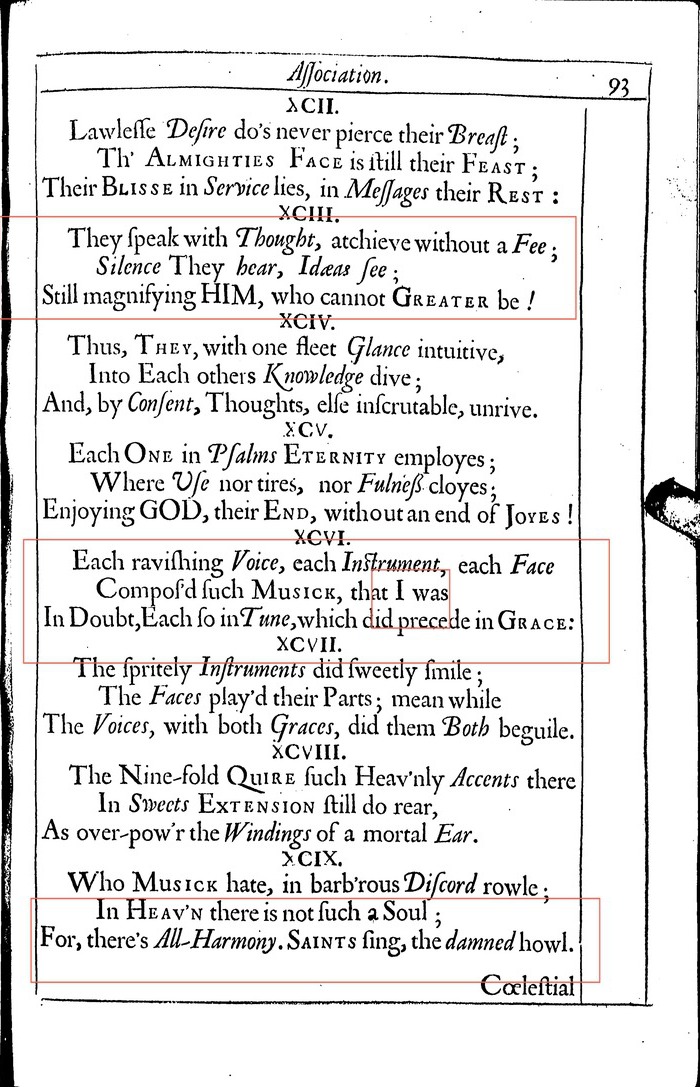 Aſſociation.
93
XCII.
Lawleſſe Deſire do's never pierce their Breaſt;
Th' ALMIGHTIES FACE is ſtill their FEAST;
Their BLISSE in Service lies, in Meſſages their REST:
XCIII.
They ſpeak with Thought, atchieve without a Fee;
Silence They hear, Idæas ſee;
Still magnifying HIM, who cannot GREATER be!
XCIV.
Thus, THEY, with one fleet Glance intuitive,
Into Each others Knowledge dive;
And, by Conſent, Thoughts, elſe inſcrutable, unrive.
XCV.
Each ONE in Pſalms ETERNITY employes;
Where Uſe nor tires, nor Fulneß cloyes;
Enjoying GOD, their END, without an end of JOYES!
XCVI.
Each raviſhing Voice, each Inſtrument, each Face
Compoſ'd ſuch MUSICK, that I was
In Doubt, Each ſo in Tune, which did precede in GRACE:
XCVII.
The ſpritely Inſtruments did ſweetly ſmile;
The Faces play'd their Parts; mean while
The Voices, with both Graces, did them Both beguile.
XCVIII.
The Nine-fold QUIRE ſuch Heav'nly Accents there
In Sweets EXTENSION ſtill do rear,
As over-pow'r the Windings of a mortal Ear.
XCIX.
Who MUSICK hate, in barb'rous Diſcord rowle;
In HEAV'N there is not ſuch a Soul;
For, there's All-Harmony. SAINTS ſing, the damned howl.
Cœleſtial